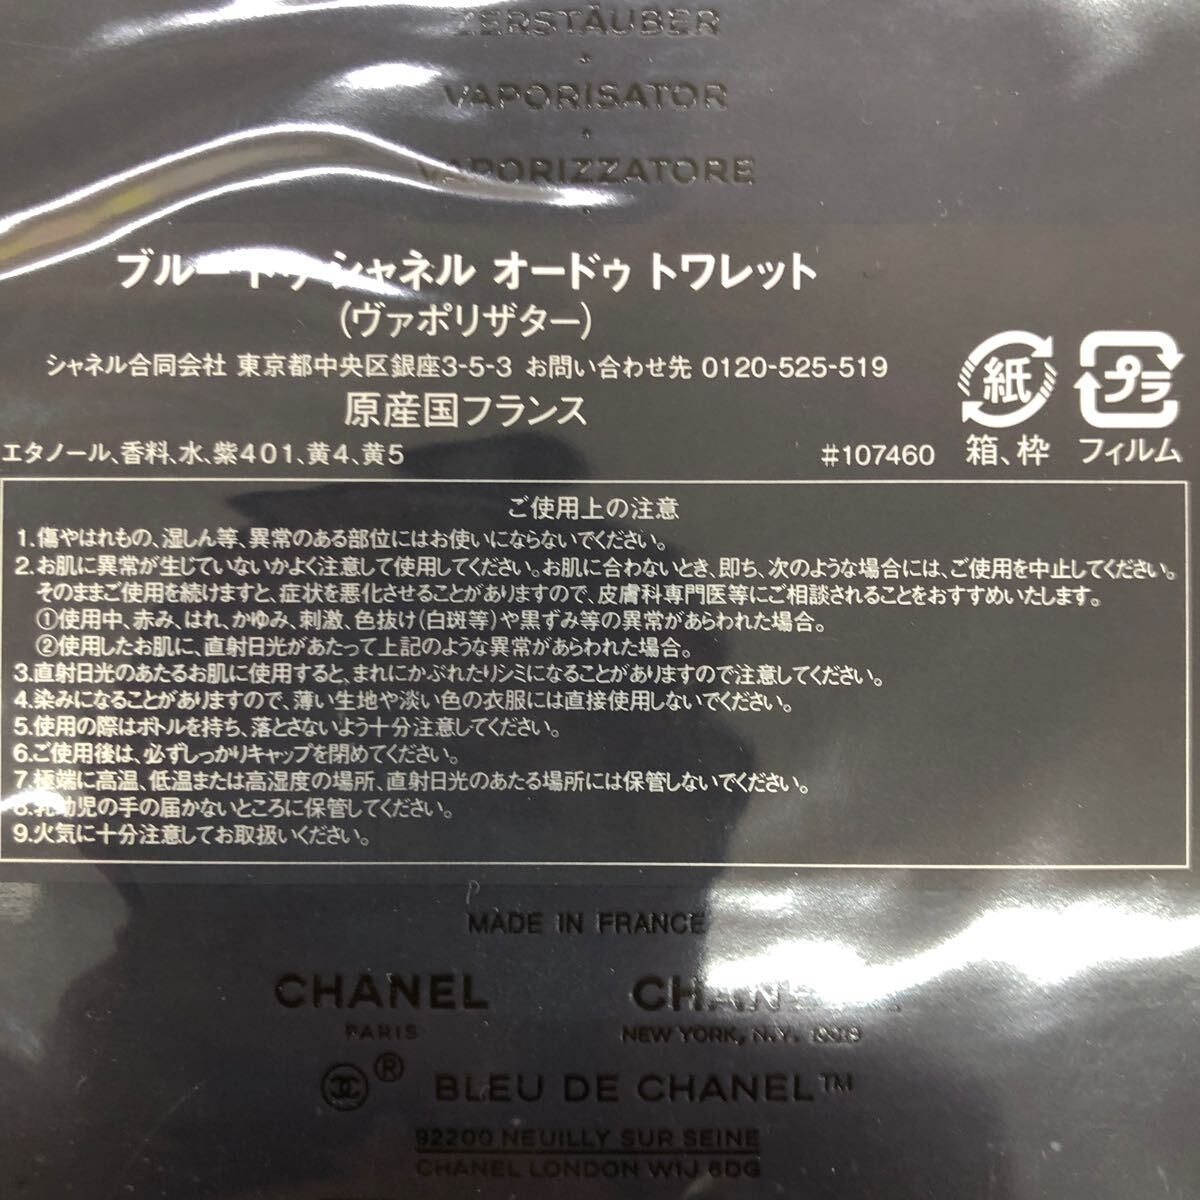 ZERSTÄUBER
VAPORISATOR
VAPORIZZATORE
ブルー ドゥ シャネル オードゥ トワレット
(ヴァポリザター)
シャネル合同会社 東京都中央区銀座3-5-3 お問い合わせ先 0120-525-519
原産国フランス
エタノール、香料、水、紫401、黄4、黄5
#107460
紙
箱、枠
プラ
フィルム
ご使用上の注意
1.傷やはれもの、湿しん等、異常のある部位にはお使いにならないでください。
2.お肌に異常が生じていないかよく注意して使用してください。お肌に合わないとき、即ち、次のような場合には、ご使用を中止してください。
そのままご使用を続けますと、症状を悪化させることがありますので、皮膚科専門医等にご相談されることをおすすめいたします。
①使用中、赤み、はれ、かゆみ、刺激、色抜け(白斑等)や黒ずみ等の異常があらわれた場合。
②使用したお肌に、直射日光があたって上記のような異常があらわれた場合。
3.直射日光のあたるお肌に使用すると、まれにかぶれたりシミになることがありますので注意してください。
4.染みになることがありますので、薄い生地や淡い色の衣服には直接使用しないでください。
5.使用の際はボトルを持ち、落とさないよう十分注意してください。
6.ご使用後は、必ずしっかりキャップを閉めてください。
7.極端に高温、低温または高湿度の場所、直射日光のあたる場所には保管しないでください。
8.乳幼児の手の届かないところに保管してください。
9.火気に十分注意してお取扱いください。
MADE IN FRANCE
CHANEL
PARIS
CHANEL
NEW YORK, N.Y. 10019
® BLEU DE CHANEL™
92200 NEUILLY SUR SEINE
CHANEL LONDON W1J 6DG